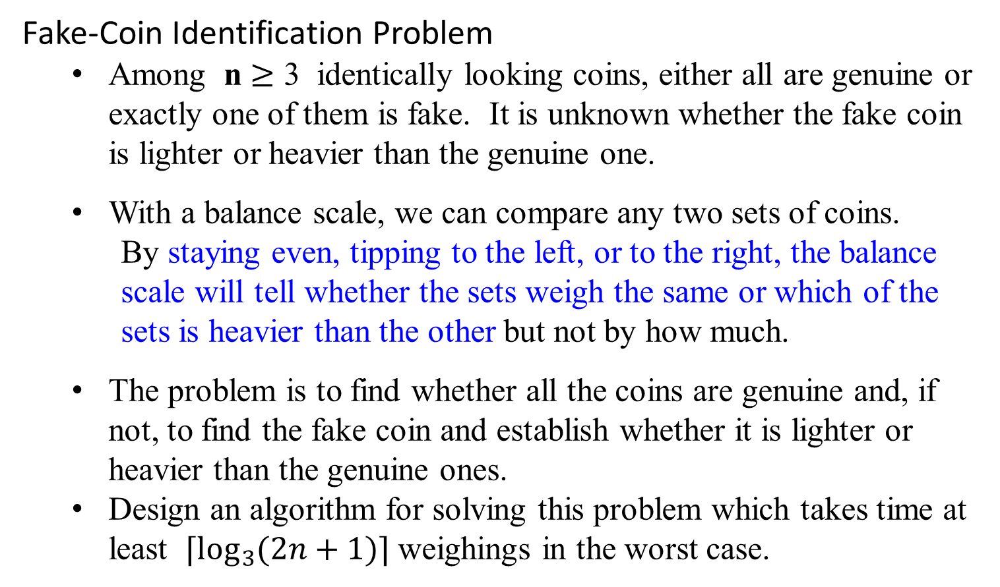 Fake-Coin Identification Problem
• Among n ≥ 3 identically looking coins, either all are genuine or
exactly one of them is fake. It is unknown whether the fake coin
is lighter or heavier than the genuine one.
• With a balance scale, we can compare any two sets of coins.
By staying even, tipping to the left, or to the right, the balance
scale will tell whether the sets weigh the same or which of the
sets is heavier than the other but not by how much.
• The problem is to find whether all the coins are genuine and, if
not, to find the fake coin and establish whether it is lighter or
heavier than the genuine ones.
• Design an algorithm for solving this problem which takes time at
least ⌈log₃(2n + 1)⌉ weighings in the worst case.